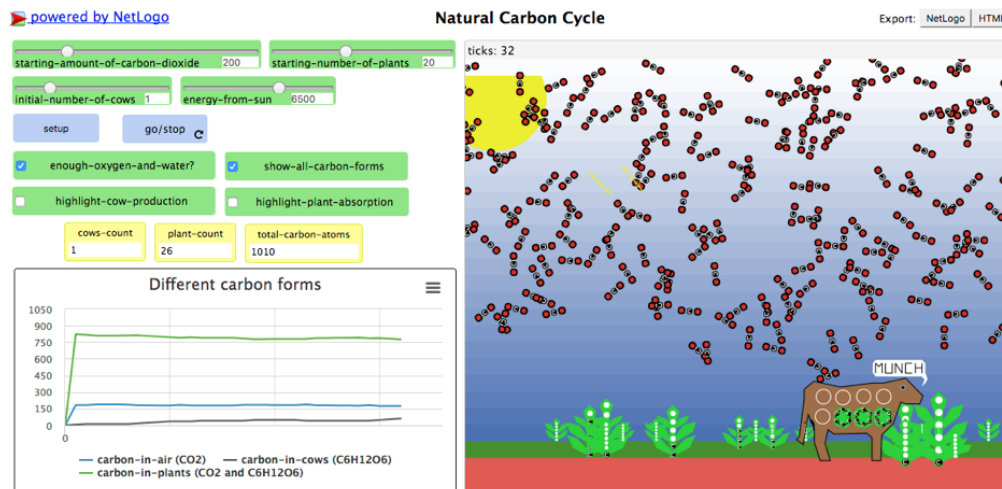 powered by NetLogo
Natural Carbon Cycle
Export: NetLogo HTM
starting-amount-of-carbon-dioxide 200
starting-number-of-plants 20
initial-number-of-cows 1
energy-from-sun 6500
setup
go/stop
enough-oxygen-and-water?
show-all-carbon-forms
highlight-cow-production
highlight-plant-absorption
cows-count
1
plant-count
26
total-carbon-atoms
1010
Different carbon forms
1050
900
750
600
450
300
150
0
0
carbon-in-air (CO2)
carbon-in-cows (C6H12O6)
carbon-in-plants (CO2 and C6H12O6)
ticks: 32
MUNCH